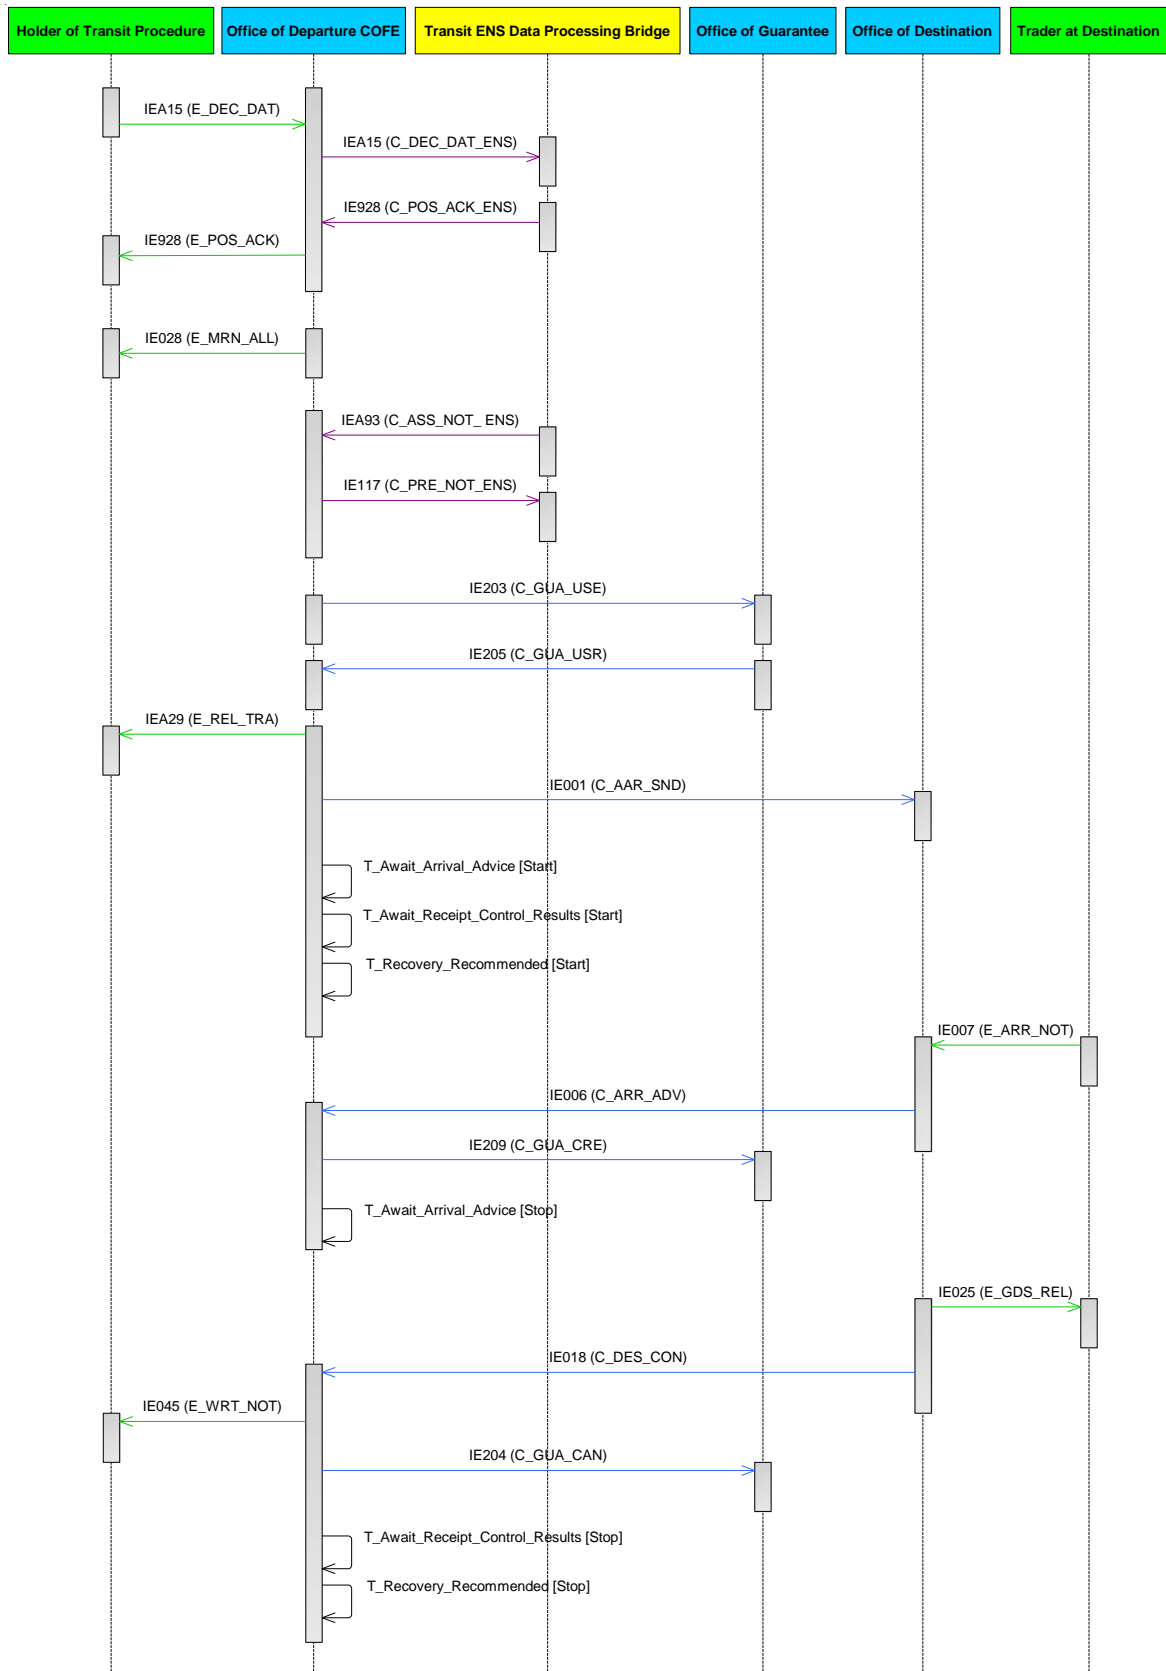 Holder of Transit Procedure
Office of Departure COFE
Transit ENS Data Processing Bridge
Office of Guarantee
Office of Destination
Trader at Destination
IEA15 (E_DEC_DAT)
IEA15 (C_DEC_DAT_ENS)
IE928 (C_POS_ACK_ENS)
IE928 (E_POS_ACK)
IE028 (E_MRN_ALL)
IEA93 (C_ASS_NOT_ ENS)
IE117 (C_PRE_NOT_ENS)
IE203 (C_GUA_USE)
IE205 (C_GUA_USR)
IEA29 (E_REL_TRA)
IE001 (C_AAR_SND)
T_Await_Arrival_Advice [Start]
T_Await_Receipt_Control_Results [Start]
T_Recovery_Recommended [Start]
IE007 (E_ARR_NOT)
IE006 (C_ARR_ADV)
IE209 (C_GUA_CRE)
T_Await_Arrival_Advice [Stop]
IE025 (E_GDS_REL)
IE018 (C_DES_CON)
IE045 (E_WRT_NOT)
IE204 (C_GUA_CAN)
T_Await_Receipt_Control_Results [Stop]
T_Recovery_Recommended [Stop]